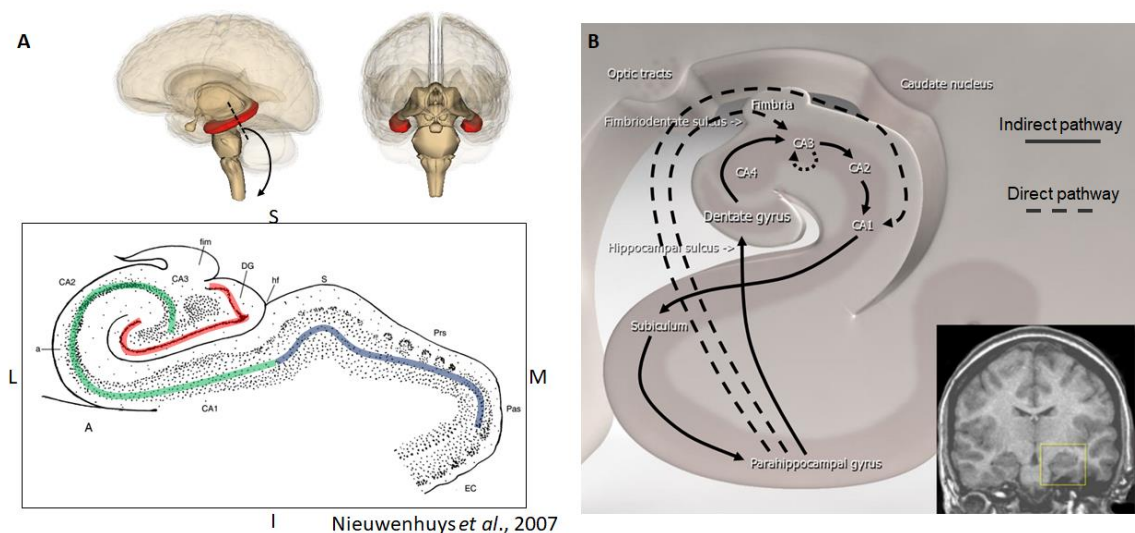 A
S
fim
DG
CA3
hf
CA2
S
Prs
a
L
M
CA1
Pas
A
EC
I
Nieuwenhuys et al., 2007
B
Optic tracts
Caudate nucleus
Fimbria
Fimbriodentate sulcus ->
CA3
CA2
CA4
CA1
Dentate gyrus
Hippocampal sulcus ->
Subiculum
Parahippocampal gyrus
Indirect pathway
Direct pathway